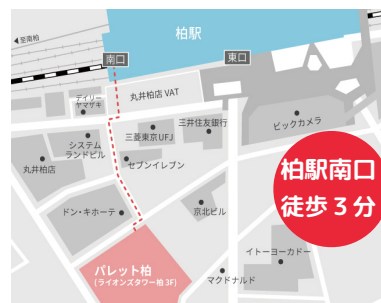 至南柏
柏駅
南口
東口
デイリー
ヤマザキ
丸井柏店 VAT
三井住友銀行
ビックカメラ
システム
ランドビル
三菱東京UFJ
丸井柏店
セブンイレブン
柏駅南口
徒歩3分
ドン・キホーテ
京北ビル
イトーヨーカドー
パレット柏
(ライオンズタワー柏 3F)
マクドナルド